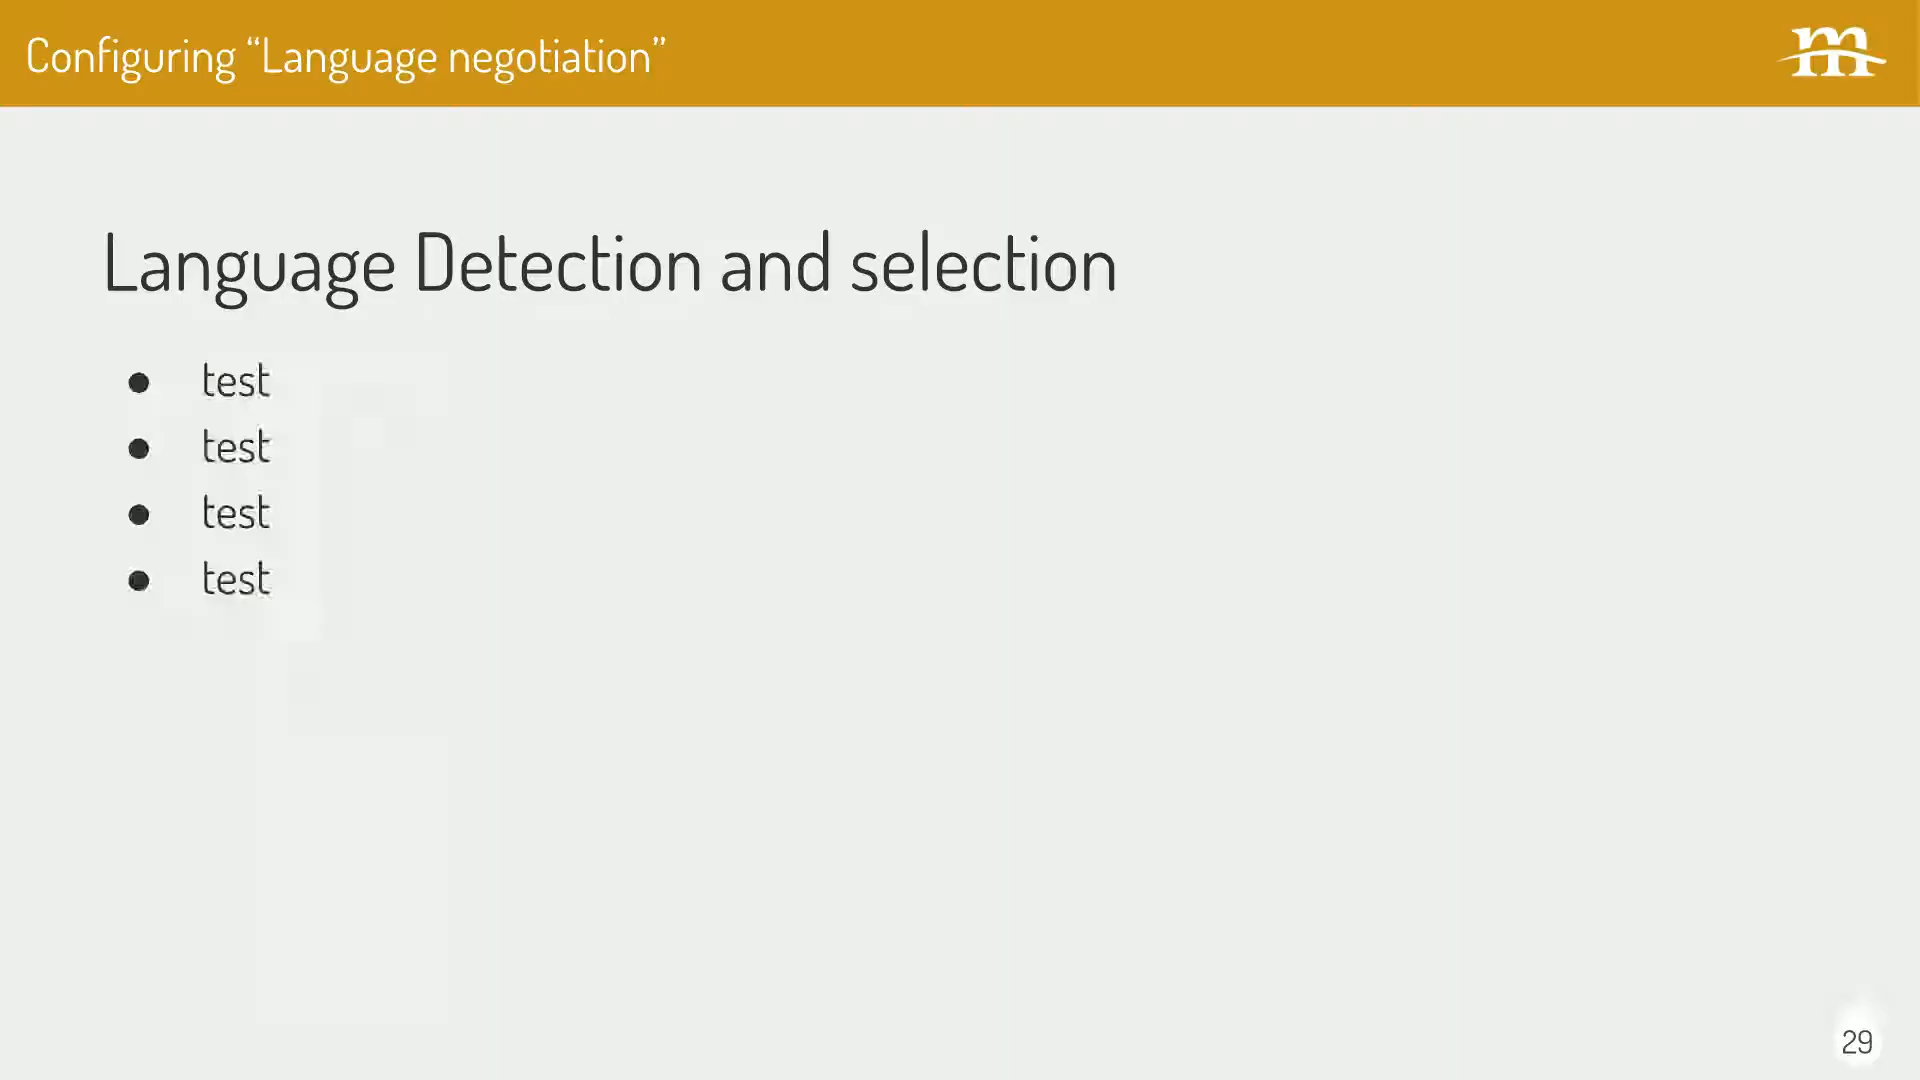 Configuring “Language negotiation”
m
Language Detection and selection
● test
● test
● test
● test
29